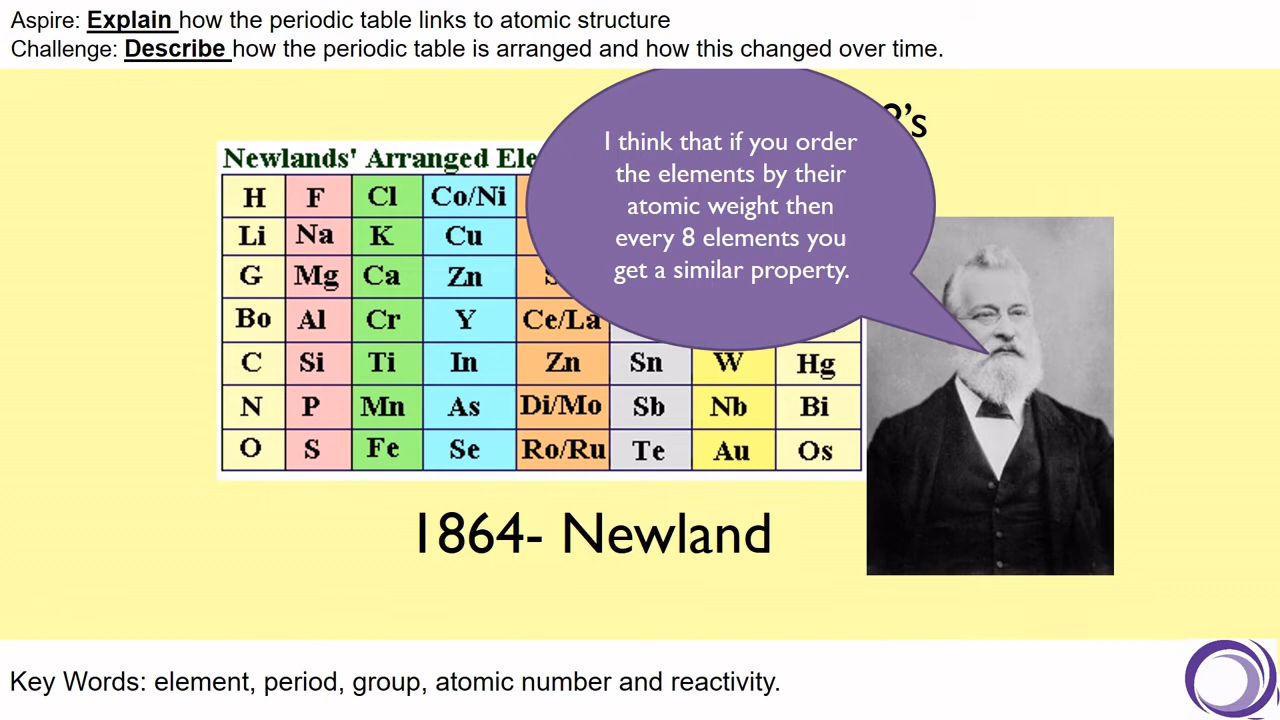 Aspire: Explain how the periodic table links to atomic structure
Challenge: Describe how the periodic table is arranged and how this changed over time.
I think that if you order
the elements by their
atomic weight then
every 8 elements you
get a similar property.
Newlands' Arranged
H F Cl Co/Ni
Li Na K Cu
G Mg Ca Zn
Bo Al Cr Y Ce/La
C Si Ti In Zn Sn W Hg
N P Mn As Di/Mo Sb Nb Bi
O S Fe Se Ro/Ru Te Au Os
1864- Newland
Key Words: element, period, group, atomic number and reactivity.